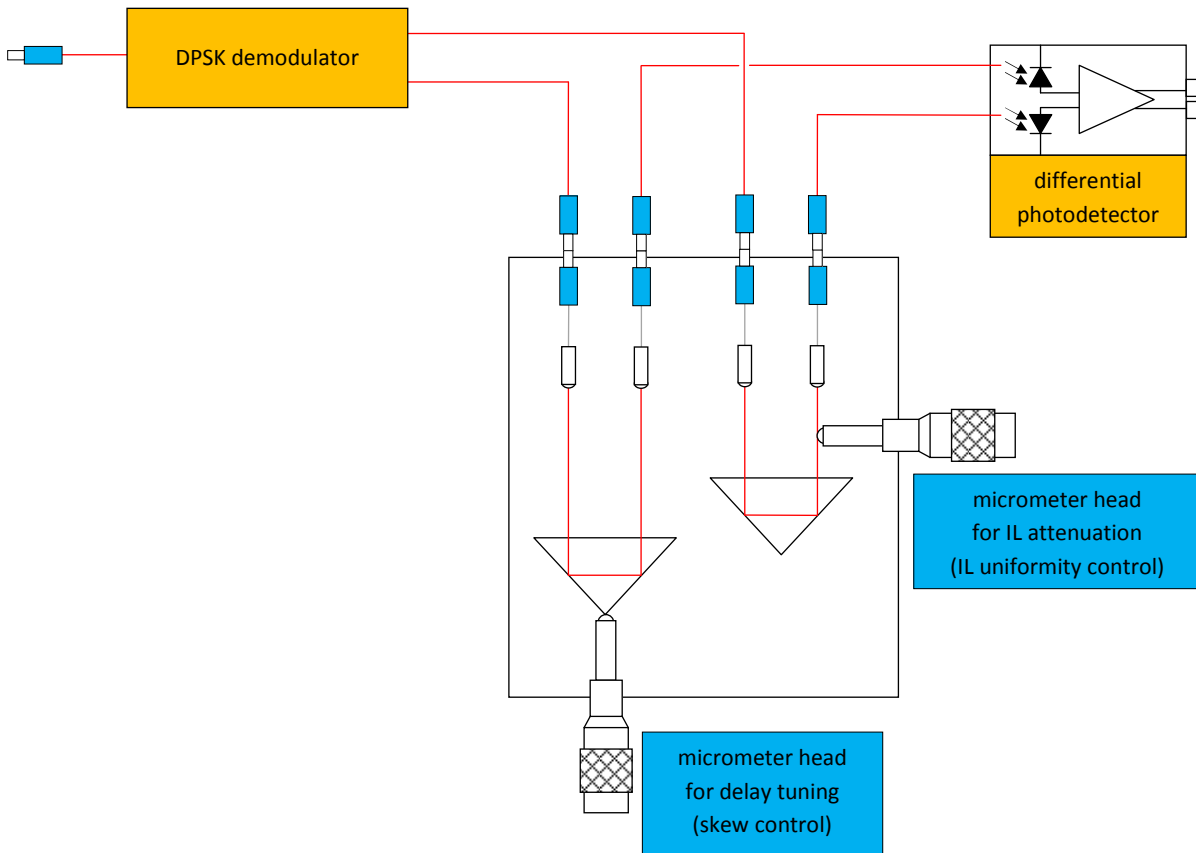 DPSK demodulator
differential
photodetector
micrometer head
for IL attenuation
(IL uniformity control)
micrometer head
for delay tuning
(skew control)